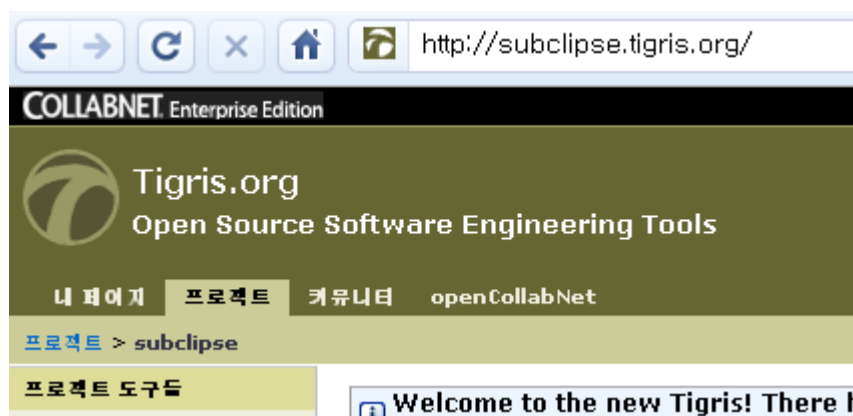 http://subclipse.tigris.org/
COLLABNET. Enterprise Edition
Tigris.org
Open Source Software Engineering Tools
내 페이지 프로젝트 커뮤니티 openCollabNet
프로젝트 > subclipse
프로젝트 도구들
Welcome to the new Tigris! There